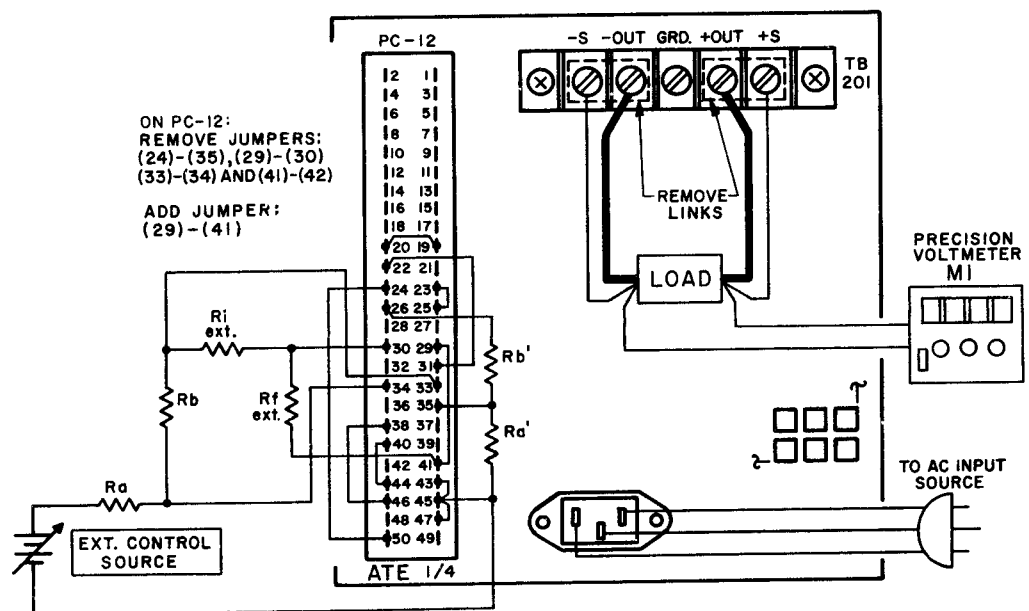 PC-12
-S -OUT GRD. +OUT +S
TB
201
2 1
4 3
6 5
8 7
10 9
12 11
14 13
16 15
18 17
20 19
22 21
24 23
26 25
28 27
30 29
32 31
34 33
36 35
38 37
40 39
42 41
44 43
46 45
48 47
50 49
ATE 1/4
ON PC-12:
REMOVE JUMPERS:
(24)-(35),(29)-(30)
(33)-(34) AND (41)-(42)
ADD JUMPER:
(29)-(41)
REMOVE
LINKS
LOAD
PRECISION
VOLTMETER
M1
Ri
ext.
Rb
Rf
ext.
Rb'
Ra'
Ra
EXT. CONTROL
SOURCE
TO AC INPUT
SOURCE